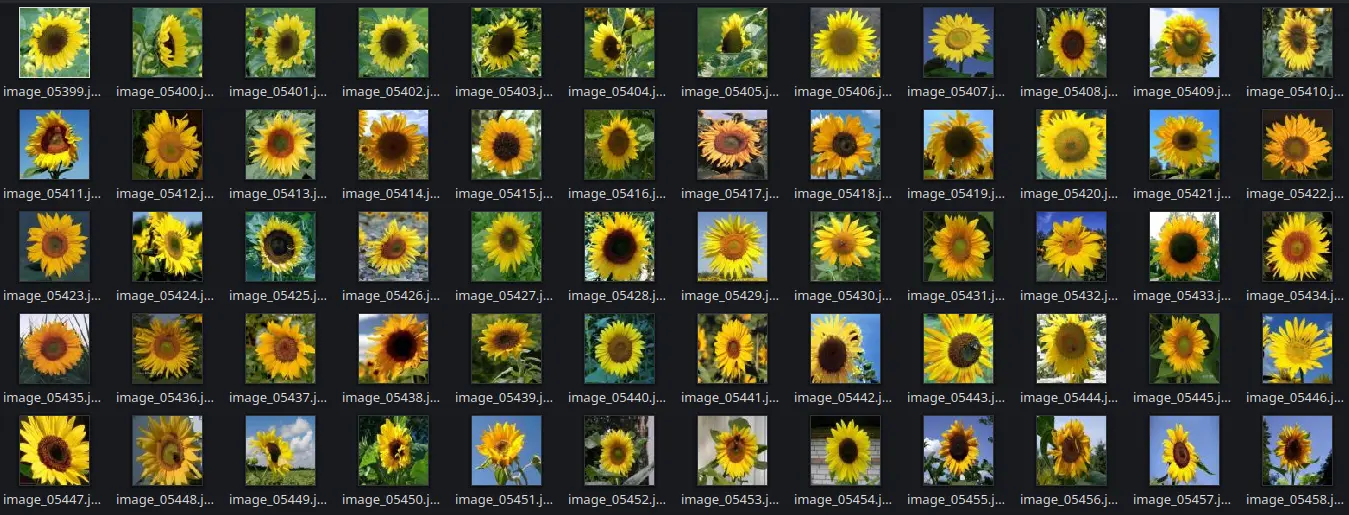 image_05399.j... image_05400.j... image_05401.j... image_05402.j... image_05403.j... image_05404.j... image_05405.j... image_05406.j... image_05407.j... image_05408.j... image_05409.j... image_05410.j...
image_05411.j... image_05412.j... image_05413.j... image_05414.j... image_05415.j... image_05416.j... image_05417.j... image_05418.j... image_05419.j... image_05420.j... image_05421.j... image_05422.j...
image_05423.j... image_05424.j... image_05425.j... image_05426.j... image_05427.j... image_05428.j... image_05429.j... image_05430.j... image_05431.j... image_05432.j... image_05433.j... image_05434.j...
image_05435.j... image_05436.j... image_05437.j... image_05438.j... image_05439.j... image_05440.j... image_05441.j... image_05442.j... image_05443.j... image_05444.j... image_05445.j... image_05446.j...
image_05447.j... image_05448.j... image_05449.j... image_05450.j... image_05451.j... image_05452.j... image_05453.j... image_05454.j... image_05455.j... image_05456.j... image_05457.j... image_05458.j...